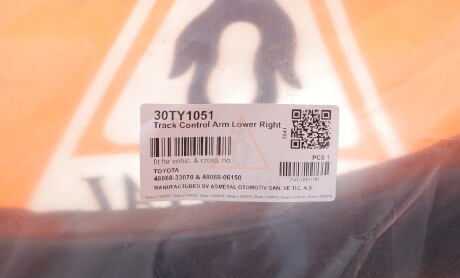 30TY1051
Track Control Arm Lower Right
fit for vehic. & cross. no.
PCS 1
TOYOTA
48068-33070 & 48068-06150
MANUFACTURED BY ASMETAL OTOMOTIV SAN. VE TIC. A.S.